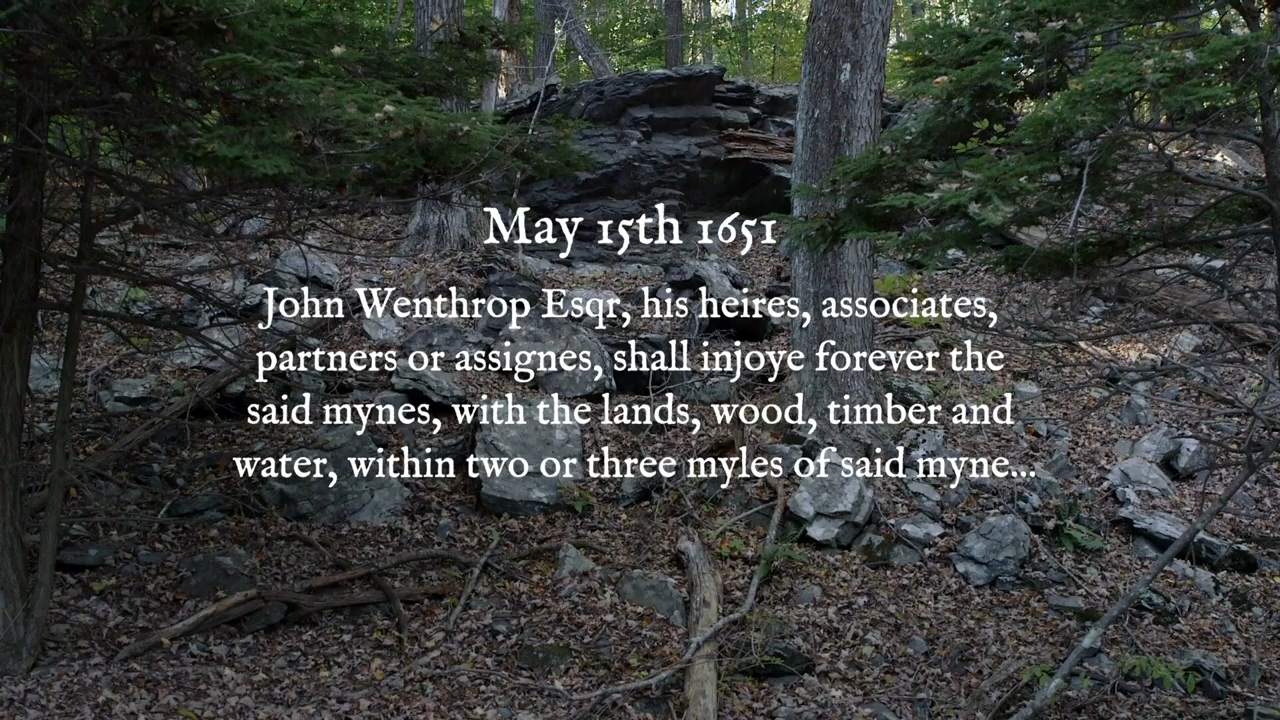 May 15th 1651
John Wenthrop Esqr, his heires, associates,
partners or assignes, shall injoye forever the
said mynes, with the lands, wood, timber and
water, within two or three myles of said myne...